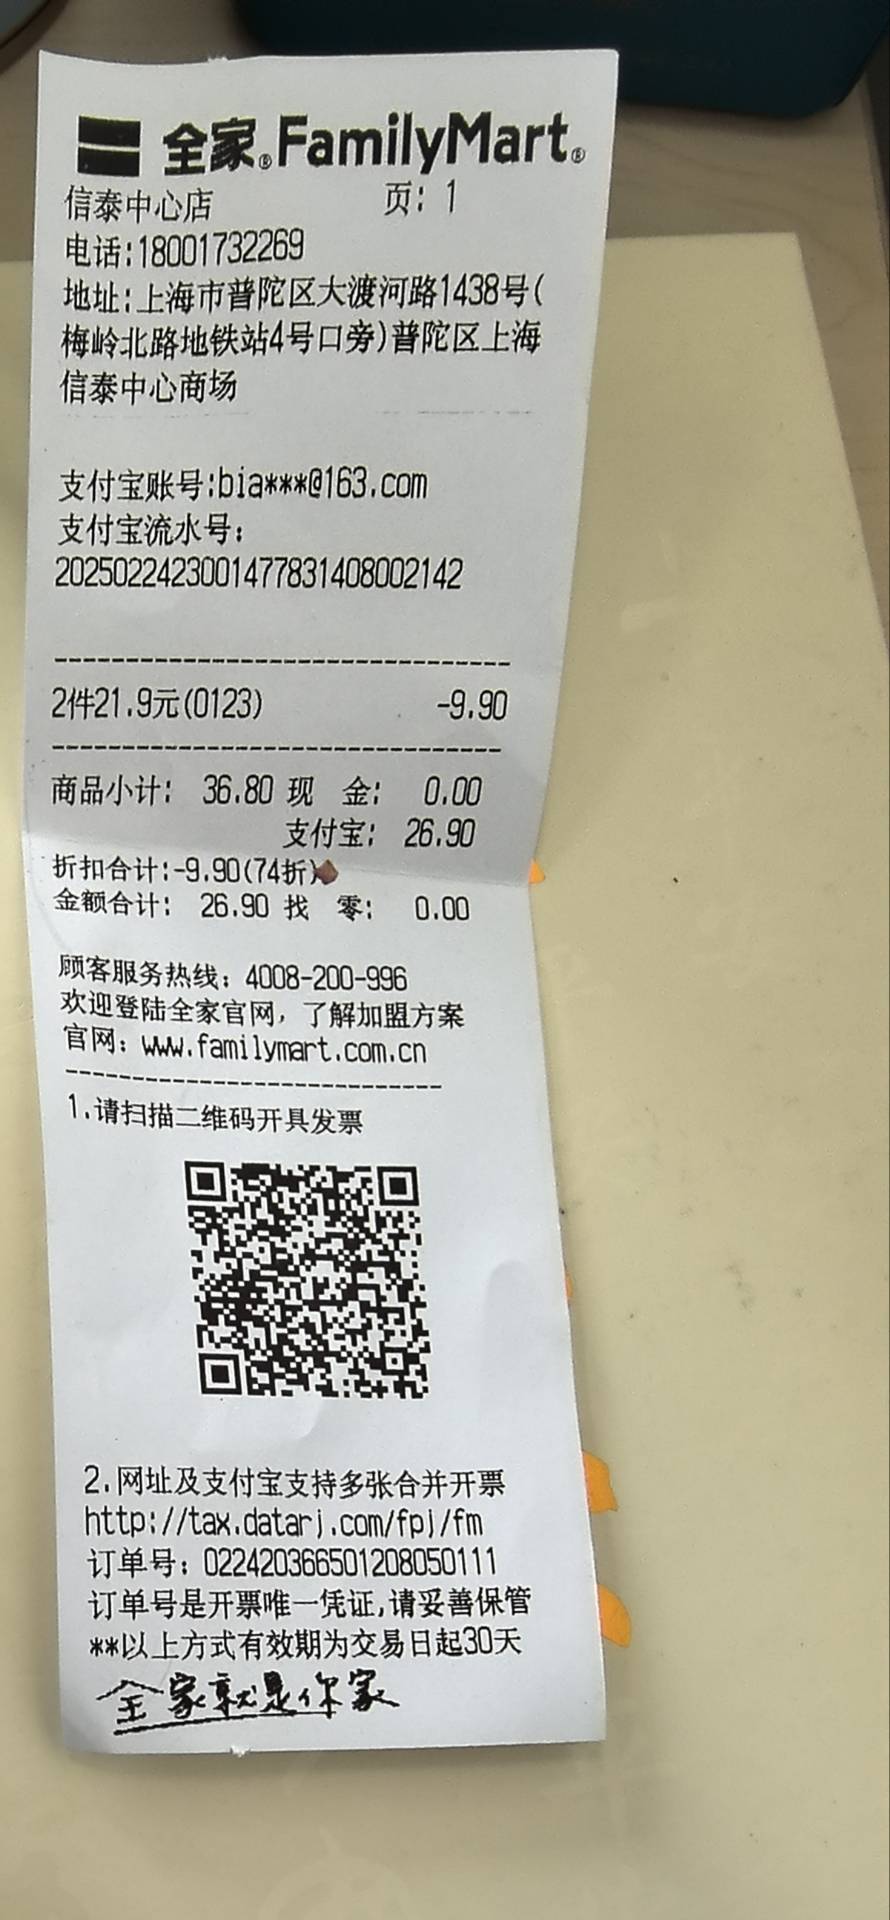 全家®FamilyMart®
信泰中心店 页: 1
电话:18001732269
地址:上海市普陀区大渡河路1438号(
梅岭北路地铁站4号口旁)普陀区上海
信泰中心商场
支付宝账号:bia***@163.com
支付宝流水号:
2025022423001477831408002142
--------------------------------
2件21.9元(0123) -9.90
--------------------------------
商品小计: 36.80 现 金: 0.00
支付宝: 26.90
折扣合计:-9.90(74折)
金额合计: 26.90 找 零: 0.00
顾客服务热线: 4008-200-996
欢迎登陆全家官网, 了解加盟方案
官网: www.familymart.com.cn
--------------------------------
1.请扫描二维码开具发票
2.网址及支付宝支持多张合并开票
http://tax.datarj.com/fpj/fm
订单号: 0224203665012080501​11
订单号是开票唯一凭证,请妥善保管
**以上方式有效期为交易日起30天
全家就是你家